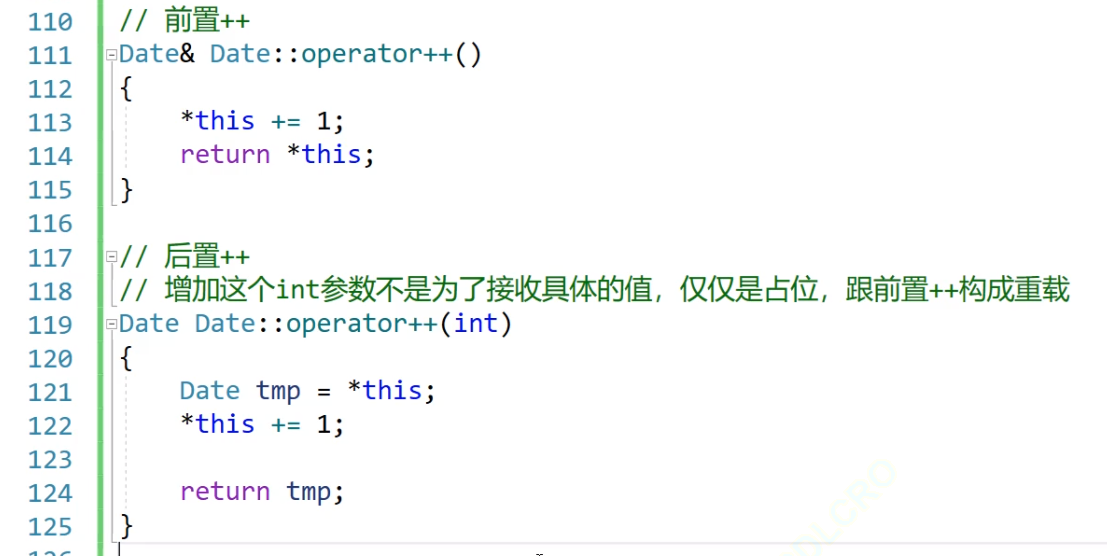 110 // 前置++
111 Date& Date::operator++()
112 {
113     *this += 1;
114     return *this;
115 }
116
117 // 后置++
118 // 增加这个int参数不是为了接收具体的值，仅仅是占位，跟前置++构成重载
119 Date Date::operator++(int)
120 {
121     Date tmp = *this;
122     *this += 1;
123
124     return tmp;
125 }
126